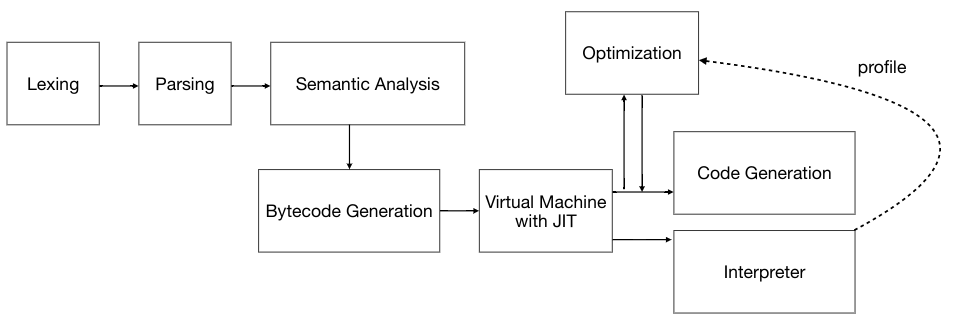 Lexing
Parsing
Semantic Analysis
Optimization
profile
Bytecode Generation
Virtual Machine
with JIT
Code Generation
Interpreter